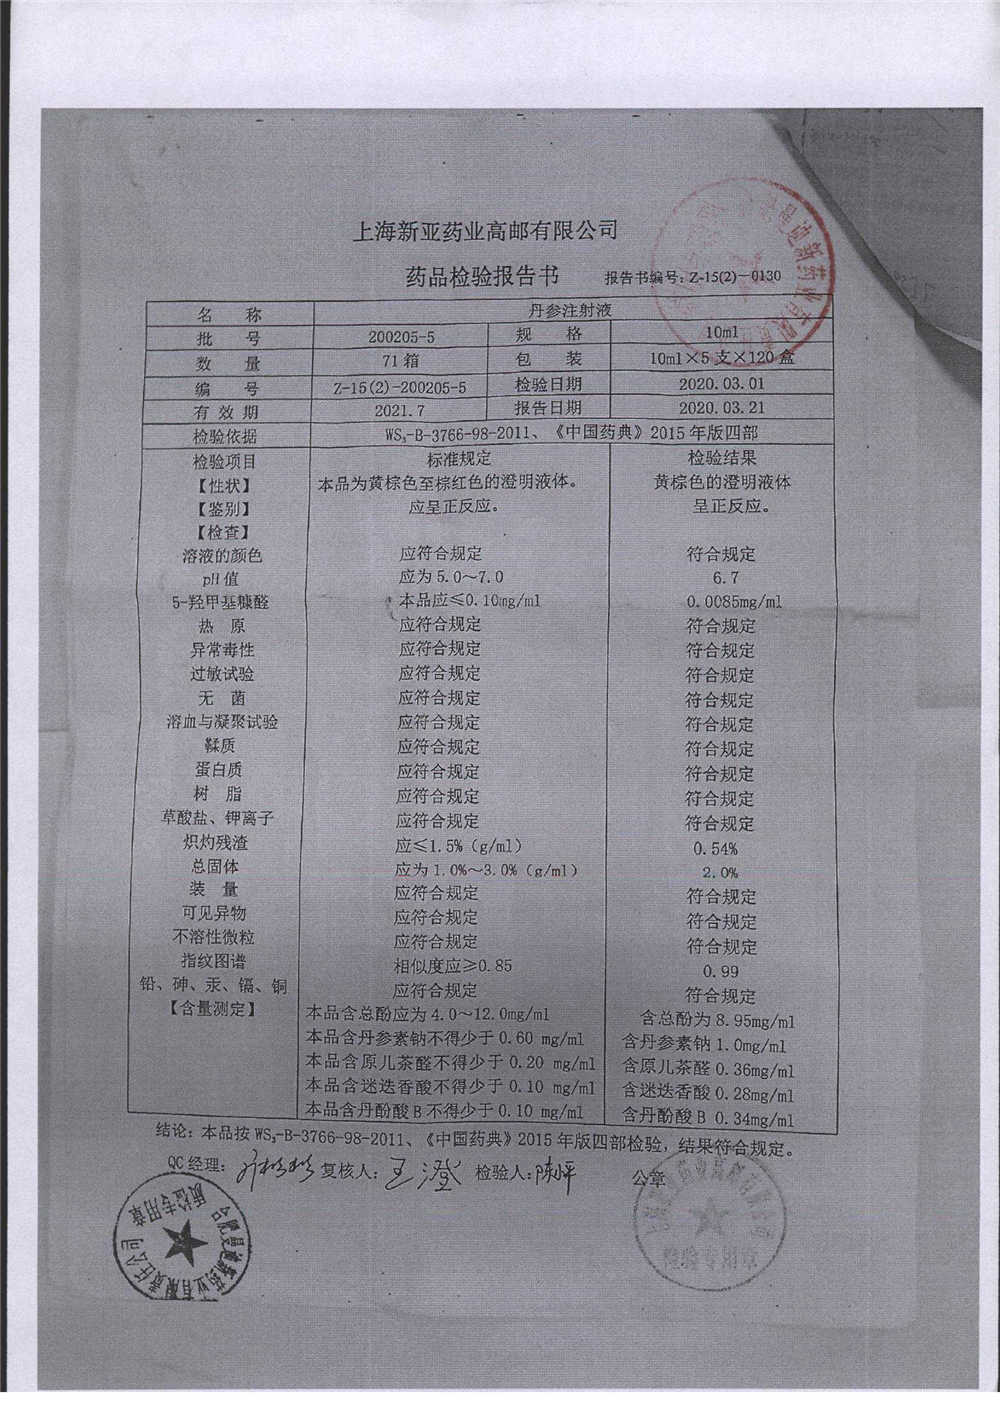 上海新亚药业高邮有限公司
药品检验报告书 报告书编号：Z-15(2)-0130
名 称 丹参注射液
批 号 200205-5 规 格 10ml
数 量 71箱 包 装 10ml×5支×120盒
编 号 Z-15(2)-200205-5 检验日期 2020.03.01
有效期 2021.7 报告日期 2020.03.21
检验依据 WS₃-B-3766-98-2011、《中国药典》2015年版四部
检验项目 标准规定 检验结果
【性状】 本品为黄棕色至棕红色的澄明液体。 黄棕色的澄明液体
【鉴别】 应呈正反应。 呈正反应。
【检查】
溶液的颜色 应符合规定 符合规定
pH值 应为5.0～7.0 6.7
5-羟甲基糠醛 本品应≤0.10mg/ml 0.0085mg/ml
热 原 应符合规定 符合规定
异常毒性 应符合规定 符合规定
过敏试验 应符合规定 符合规定
无 菌 应符合规定 符合规定
溶血与凝聚试验 应符合规定 符合规定
鞣质 应符合规定 符合规定
蛋白质 应符合规定 符合规定
树 脂 应符合规定 符合规定
草酸盐、钾离子 应符合规定 符合规定
炽灼残渣 应≤1.5%（g/ml） 0.54%
总固体 应为1.0%～3.0%（g/ml） 2.0%
装 量 应符合规定 符合规定
可见异物 应符合规定 符合规定
不溶性微粒 应符合规定 符合规定
指纹图谱 相似度应≥0.85 0.99
铅、砷、汞、镉、铜 应符合规定 符合规定
【含量测定】 本品含总酚应为4.0～12.0mg/ml 含总酚为8.95mg/ml
本品含丹参素钠不得少于0.60 mg/ml 含丹参素钠1.0mg/ml
本品含原儿茶醛不得少于0.20 mg/ml 含原儿茶醛0.36mg/ml
本品含迷迭香酸不得少于0.10 mg/ml 含迷迭香酸0.28mg/ml
本品含丹酚酸B不得少于0.10 mg/ml 含丹酚酸B 0.34mg/ml
结论：本品按WS₃-B-3766-98-2011、《中国药典》2015年版四部检验，结果符合规定。
QC经理： 复核人：王澄 检验人：陈坪 公章
合肥曼迪新药业有限责任公司
质检专用章